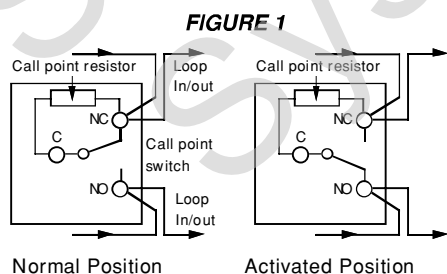 FIGURE 1
Call point resistor
Loop
In/out
NC
C
Call point
switch
NO
Loop
In/out
Normal Position
Call point resistor
NC
C
NO
Activated Position